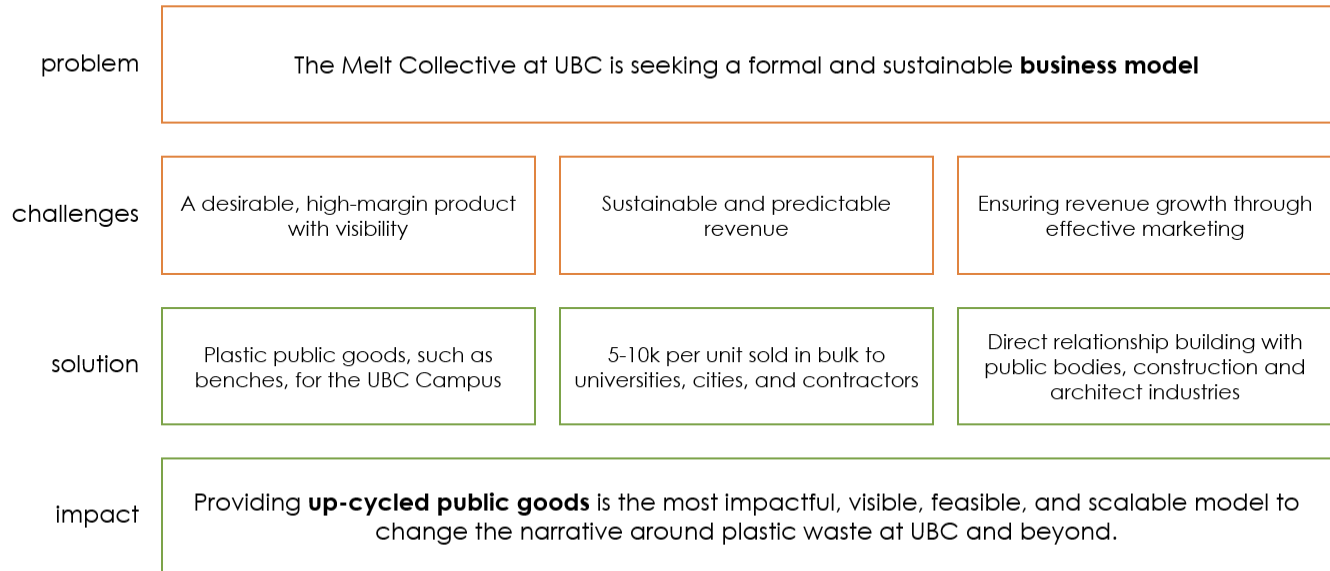 problem
The Melt Collective at UBC is seeking a formal and sustainable business model
challenges
A desirable, high-margin product
with visibility
Sustainable and predictable
revenue
Ensuring revenue growth through
effective marketing
solution
Plastic public goods, such as
benches, for the UBC Campus
5-10k per unit sold in bulk to
universities, cities, and contractors
Direct relationship building with
public bodies, construction and
architect industries
impact
Providing up-cycled public goods is the most impactful, visible, feasible, and scalable model to
change the narrative around plastic waste at UBC and beyond.